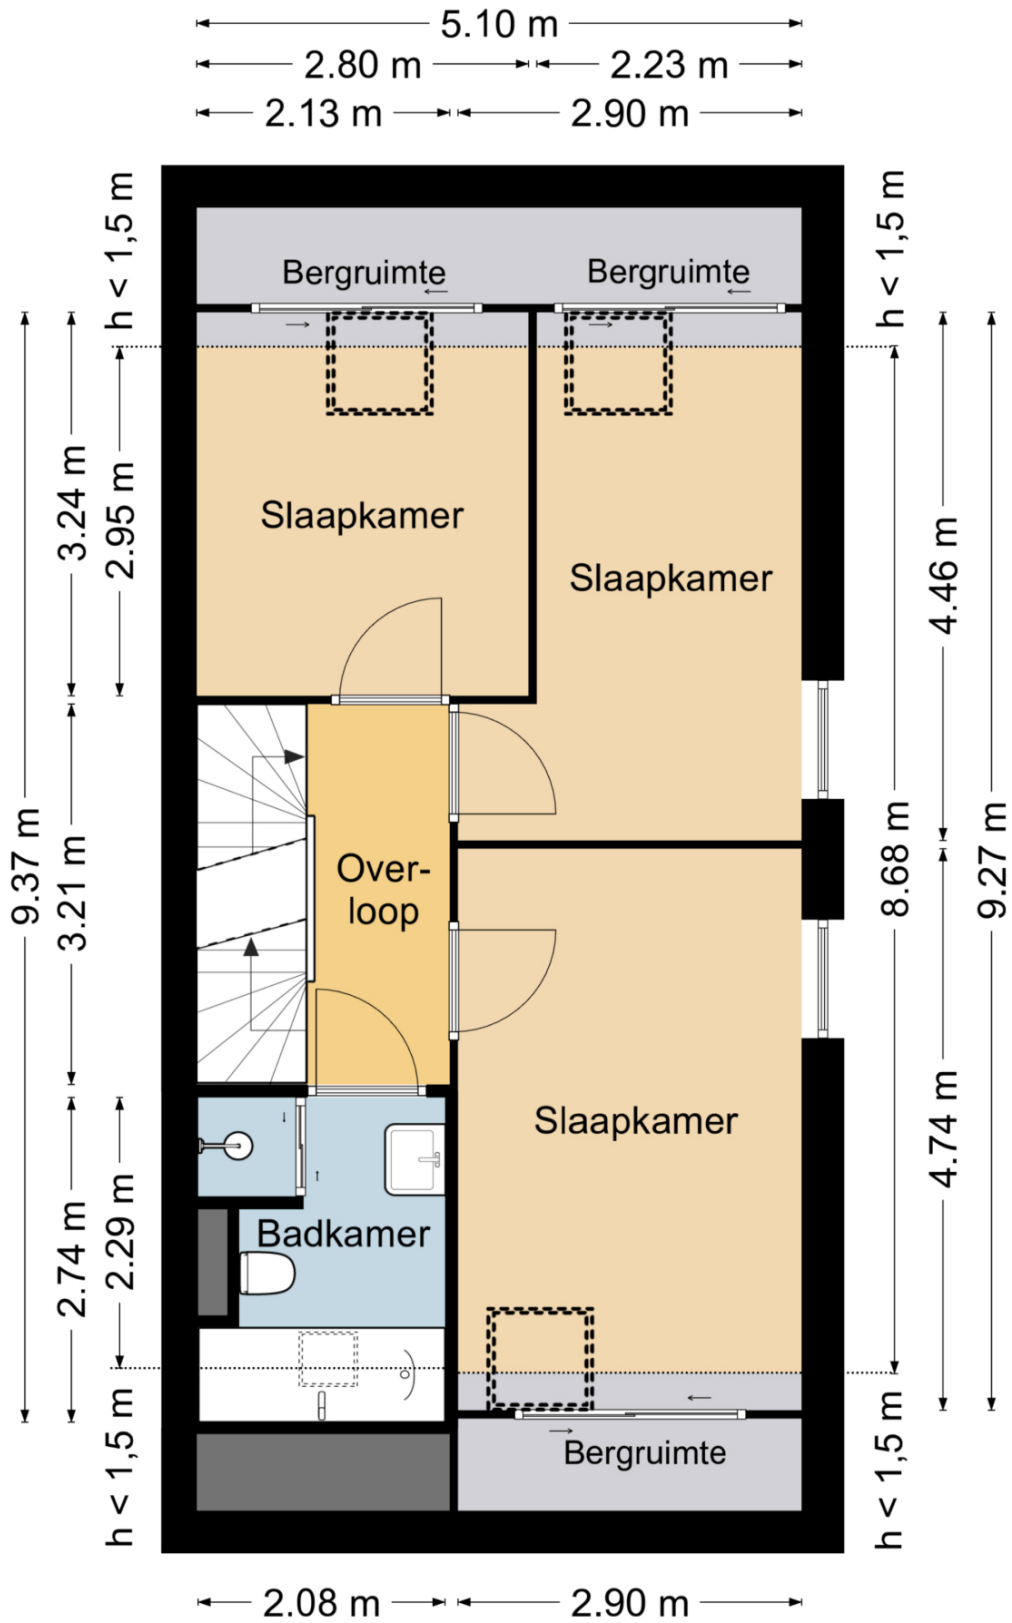 5.10 m
2.80 m
2.23 m
2.13 m
2.90 m
h < 1,5 m
h < 1,5 m
Bergruimte
Bergruimte
3.24 m
2.95 m
Slaapkamer
Slaapkamer
4.46 m
9.37 m
3.21 m
Over-
loop
8.68 m
9.27 m
Slaapkamer
4.74 m
2.74 m
2.29 m
Badkamer
h < 1,5 m
h < 1,5 m
Bergruimte
2.08 m
2.90 m